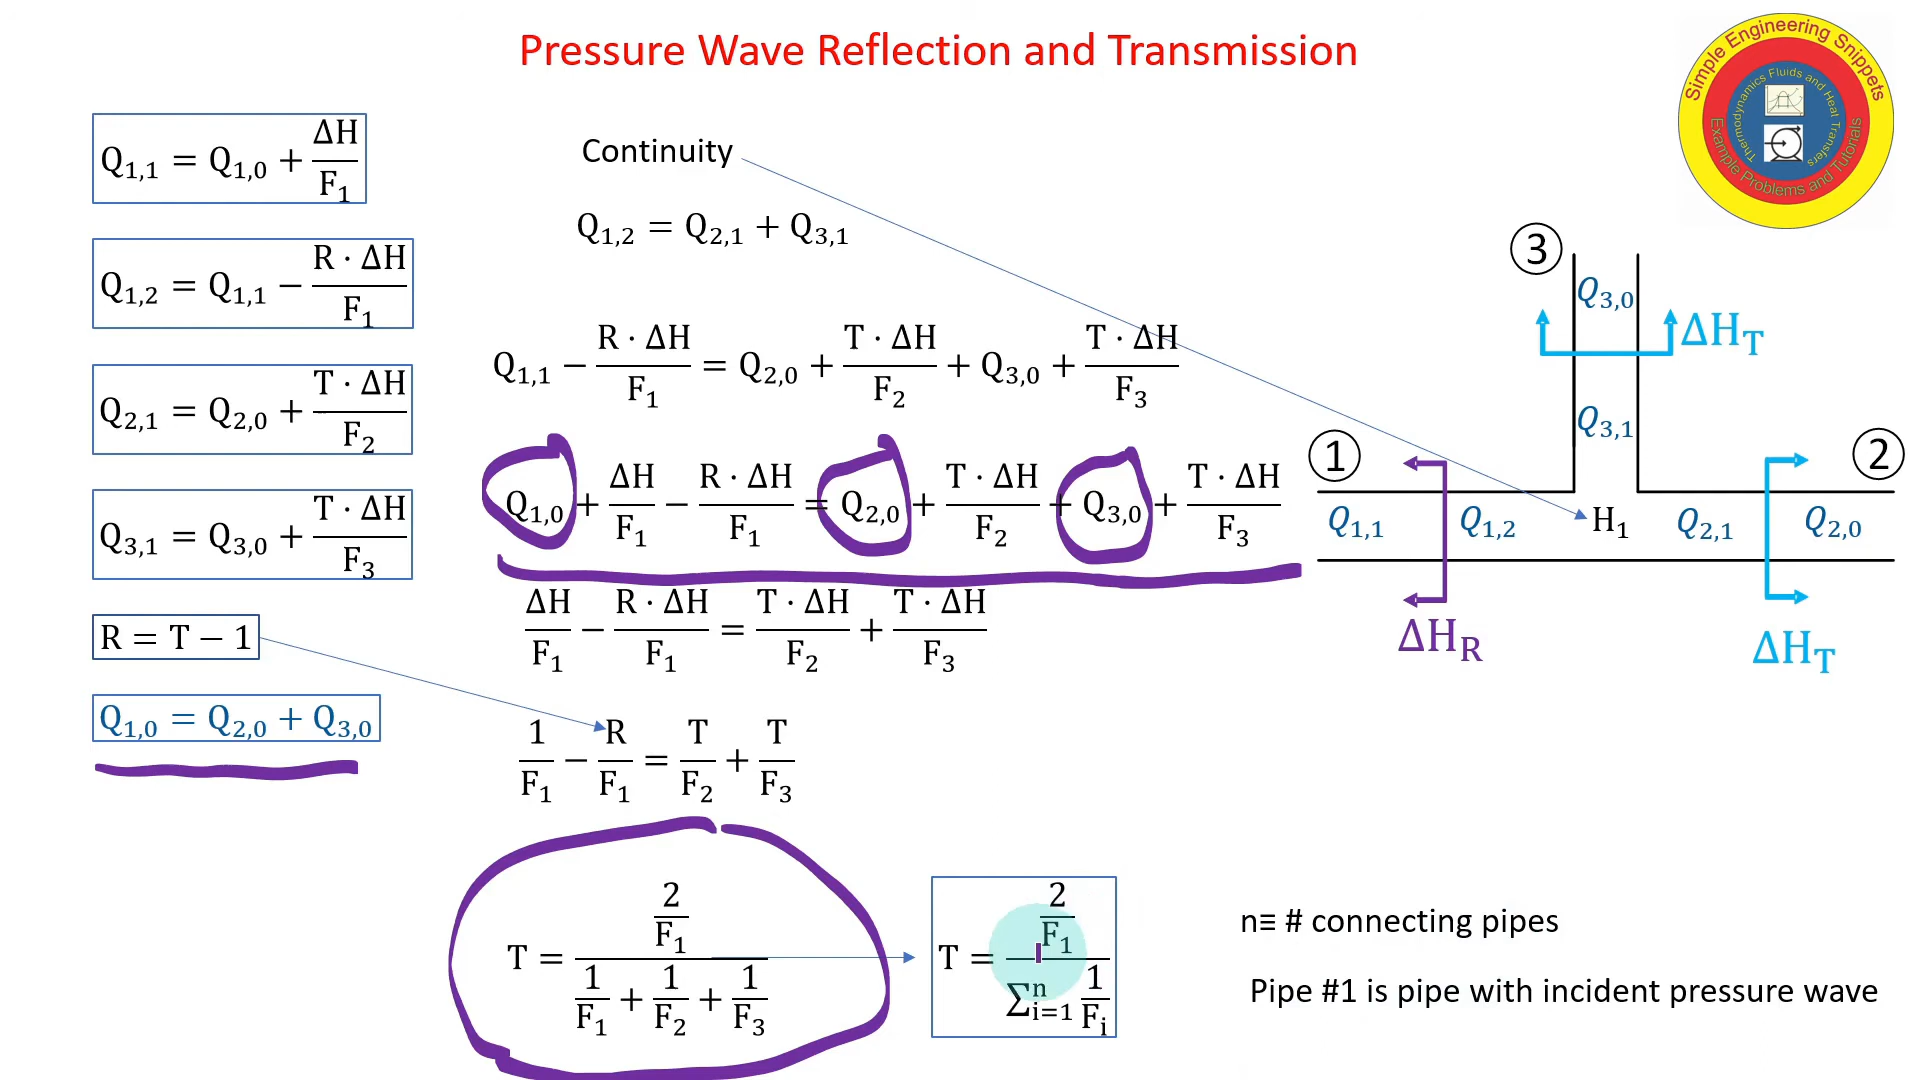 Pressure Wave Reflection and Transmission
Simple Engineering Snippets
Thermodynamics Fluids and Heat Transfers
Example Problems and Tutorials
Q₁,₁ = Q₁,₀ + ΔH/F₁
Q₁,₂ = Q₁,₁ − R · ΔH/F₁
Q₂,₁ = Q₂,₀ + T · ΔH/F₂
Q₃,₁ = Q₃,₀ + T · ΔH/F₃
R = T − 1
Q₁,₀ = Q₂,₀ + Q₃,₀
Continuity
Q₁,₂ = Q₂,₁ + Q₃,₁
Q₁,₁ − R · ΔH/F₁ = Q₂,₀ + T · ΔH/F₂ + Q₃,₀ + T · ΔH/F₃
Q₁,₀ + ΔH/F₁ − R · ΔH/F₁ = Q₂,₀ + T · ΔH/F₂ + Q₃,₀ + T · ΔH/F₃
ΔH/F₁ − R · ΔH/F₁ = T · ΔH/F₂ + T · ΔH/F₃
1/F₁ − R/F₁ = T/F₂ + T/F₃
T = (2/F₁)/(1/F₁ + 1/F₂ + 1/F₃)
T = (2/F₁)/(∑ⁿᵢ₌₁ 1/Fᵢ)
③
Q₃,₀
ΔH_T
Q₃,₁
①
②
Q₁,₁
Q₁,₂
H₁
Q₂,₁
Q₂,₀
ΔH_R
ΔH_T
n≡ # connecting pipes
Pipe #1 is pipe with incident pressure wave